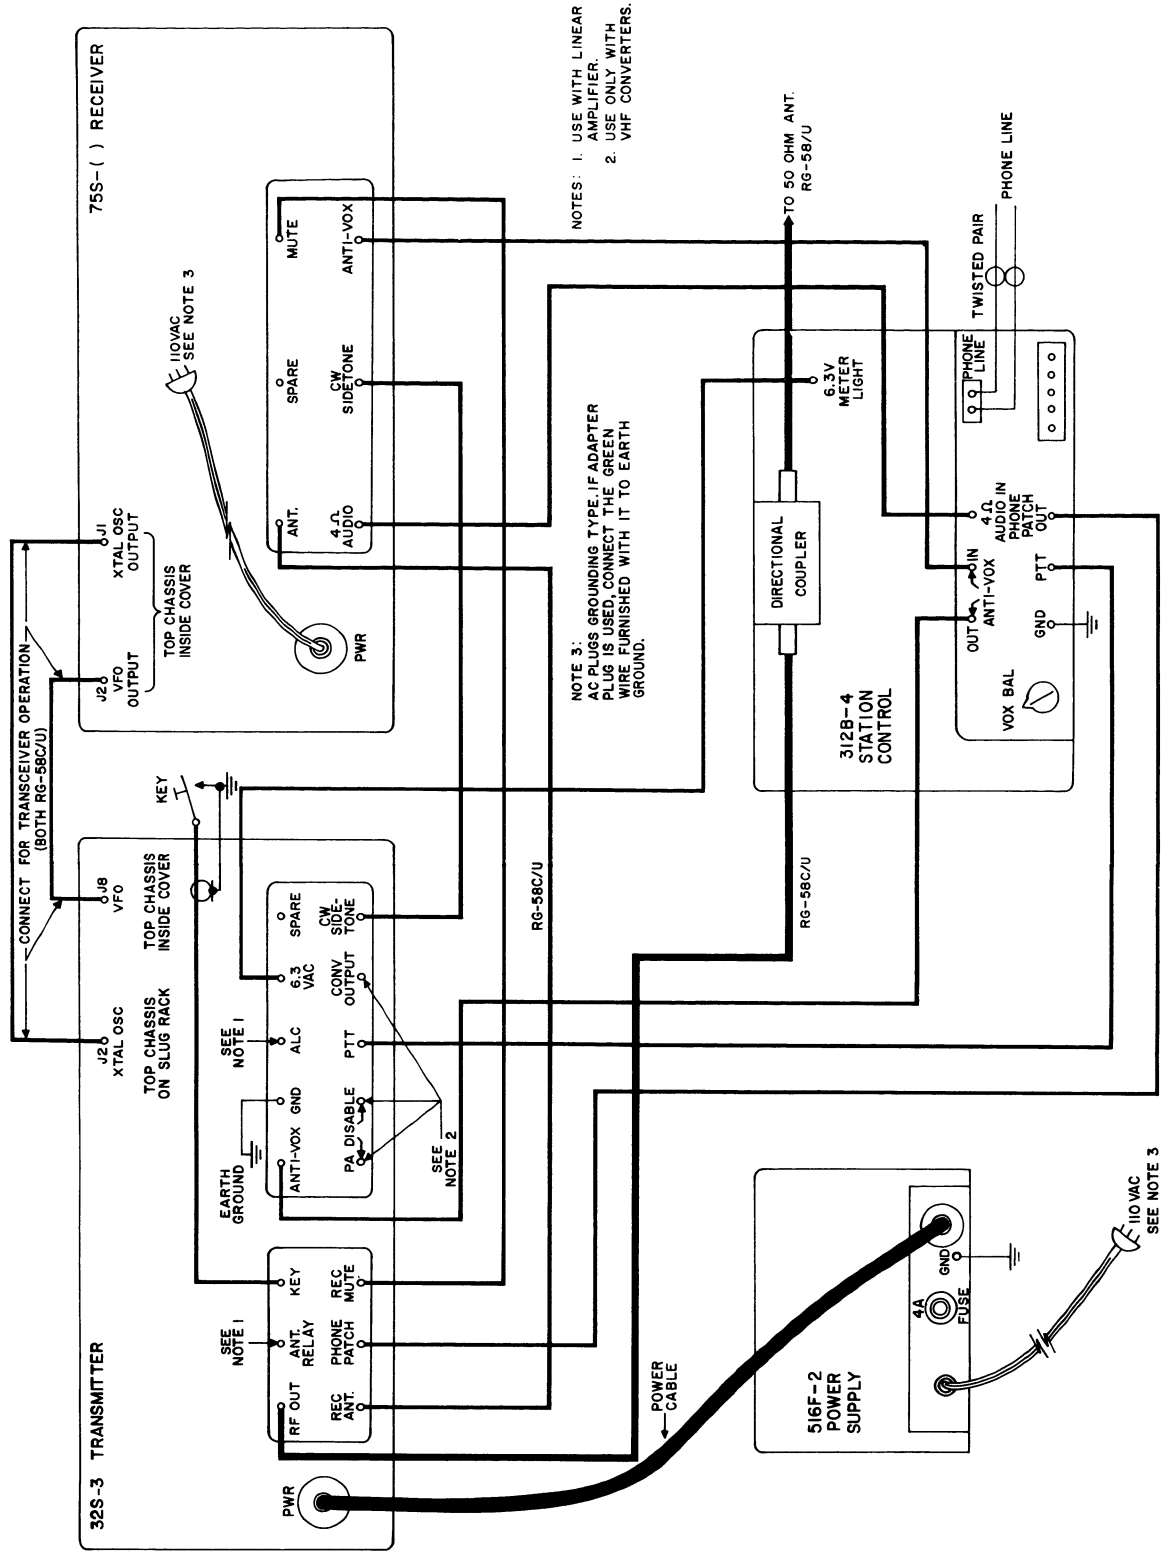 32S-3 TRANSMITTER
75S-( ) RECEIVER
CONNECT FOR TRANSCEIVER OPERATION
(BOTH RG-58C/U)
J2
XTAL OSC
TOP CHASSIS
ON SLUG RACK
J8
VFO
TOP CHASSIS
INSIDE COVER
KEY
J2
VFO
OUTPUT
J1
XTAL OSC
OUTPUT
TOP CHASSIS
INSIDE COVER
110VAC
SEE NOTE 3
PWR
PWR
SEE
NOTE 1
EARTH
GROUND
SEE
NOTE 1
RF OUT
ANT.
RELAY
KEY
REC
ANT.
PHONE
PATCH
REC
MUTE
ANTI-VOX
GND
ALC
6.3
VAC
SPARE
PA DISABLE
PTT
CONV
OUTPUT
CW
SIDE-
TONE
SEE
NOTE 2
ANT.
SPARE
MUTE
4 Ω
AUDIO
CW
SIDETONE
ANTI-VOX
RG-58C/U
NOTES: 1. USE WITH LINEAR
AMPLIFIER.
2. USE ONLY WITH
VHF CONVERTERS.
NOTE 3:
AC PLUGS GROUNDING TYPE. IF ADAPTER
PLUG IS USED, CONNECT THE GREEN
WIRE FURNISHED WITH IT TO EARTH
GROUND.
POWER
CABLE
RG-58C/U
DIRECTIONAL
COUPLER
TO 50 OHM ANT.
RG-58/U
6.3V
METER
LIGHT
312B-4
STATION
CONTROL
516F-2
POWER
SUPPLY
4A
FUSE
GND
110 VAC
SEE NOTE 3
VOX BAL
OUT
IN
ANTI-VOX
GND
PTT
4 Ω
AUDIO IN
PHONE
PATCH
OUT
PHONE
LINE
TWISTED PAIR
PHONE LINE